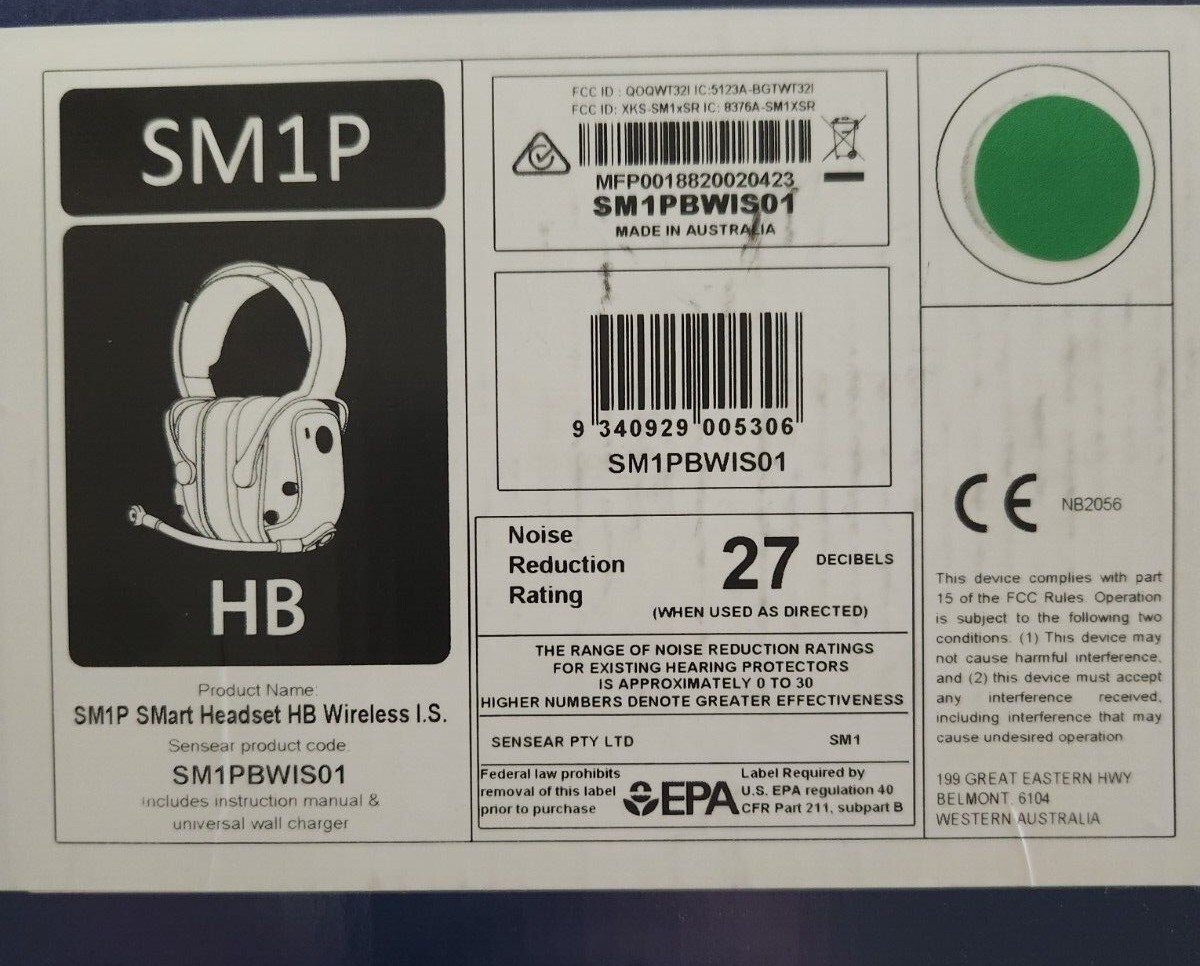 SM1P
HB
Product Name:
SM1P SMart Headset HB Wireless I.S.
Sensear product code.
SM1PBWIS01
includes instruction manual &
universal wall charger
FCC ID : QOQWT32I IC:5123A-BGTWT32I
FCC ID: XKS-SM1xSR IC: 8376A-SM1XSR
MFP0018820020423
SM1PBWIS01
MADE IN AUSTRALIA
9 340929 005306
SM1PBWIS01
Noise
Reduction
Rating
27 DECIBELS
(WHEN USED AS DIRECTED)
THE RANGE OF NOISE REDUCTION RATINGS
FOR EXISTING HEARING PROTECTORS
IS APPROXIMATELY 0 TO 30
HIGHER NUMBERS DENOTE GREATER EFFECTIVENESS
SENSEAR PTY LTD SM1
Federal law prohibits
removal of this label
prior to purchase
EPA
Label Required by
U.S. EPA regulation 40
CFR Part 211, subpart B
CE NB2056
This device complies with part
15 of the FCC Rules. Operation
is subject to the following two
conditions: (1) This device may
not cause harmful interference,
and (2) this device must accept
any interference received,
including interference that may
cause undesired operation
199 GREAT EASTERN HWY
BELMONT. 6104
WESTERN AUSTRALIA